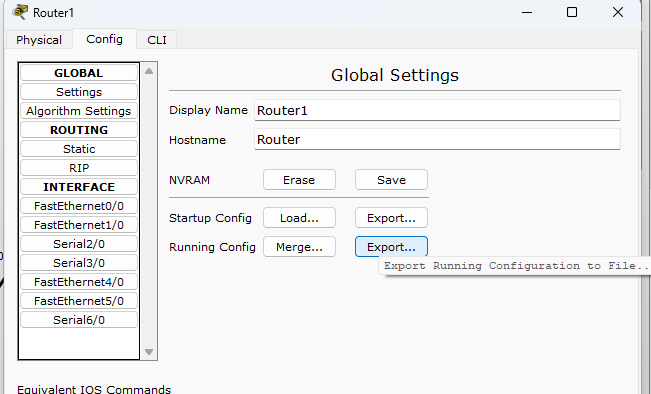 Router1
Physical Config CLI
GLOBAL
Settings
Algorithm Settings
ROUTING
Static
RIP
INTERFACE
FastEthernet0/0
FastEthernet1/0
Serial2/0
Serial3/0
FastEthernet4/0
FastEthernet5/0
Serial6/0
Global Settings
Display Name Router1
Hostname Router
NVRAM Erase Save
Startup Config Load... Export...
Running Config Merge... Export...
Export Running Configuration to File..
Equivalent IOS Commands